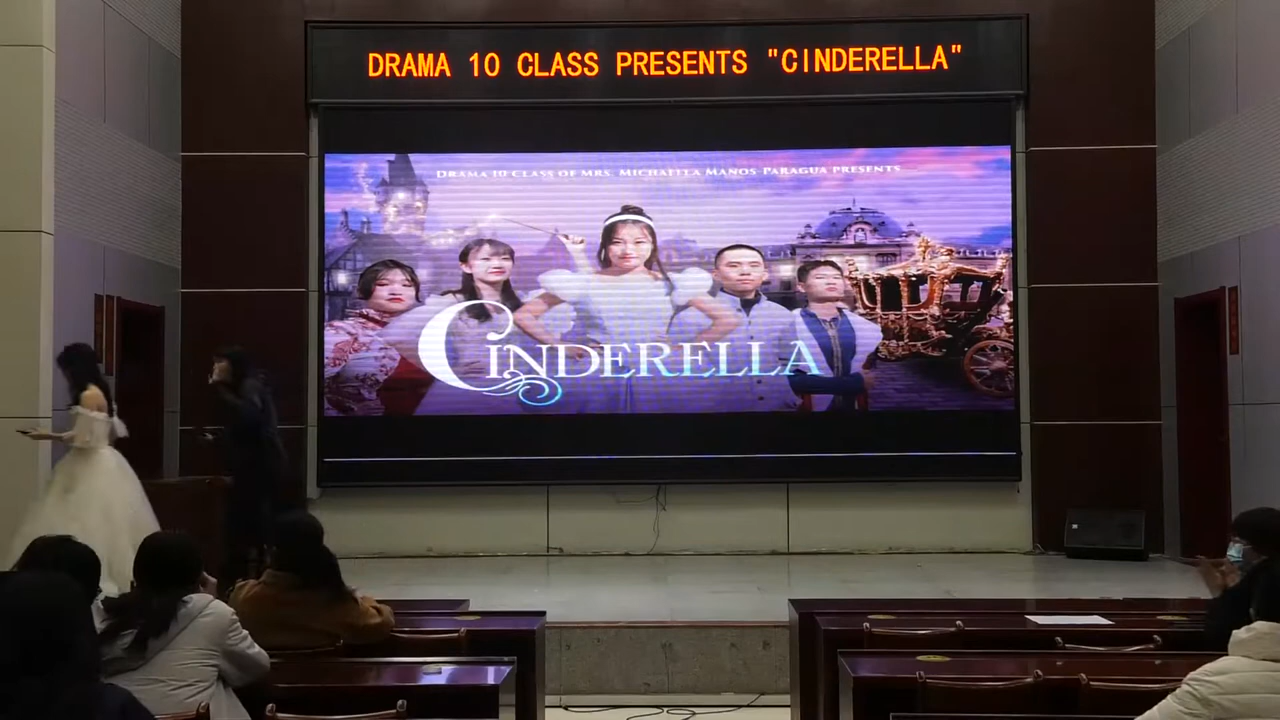 DRAMA 10 CLASS PRESENTS "CINDERELLA"
DRAMA 10 CLASS OF MRS. MICHAELLA MANOS-PARAGUA PRESENTS
CINDERELLA